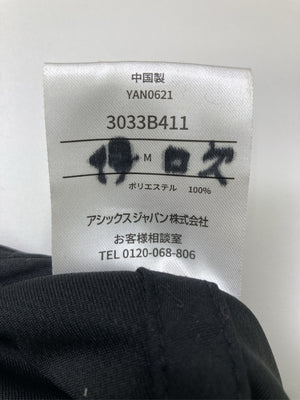 中国製
YAN0621
3033B411
M
ポリエステル 100%
アシックスジャパン株式会社
お客様相談室
TEL 0120-068-806